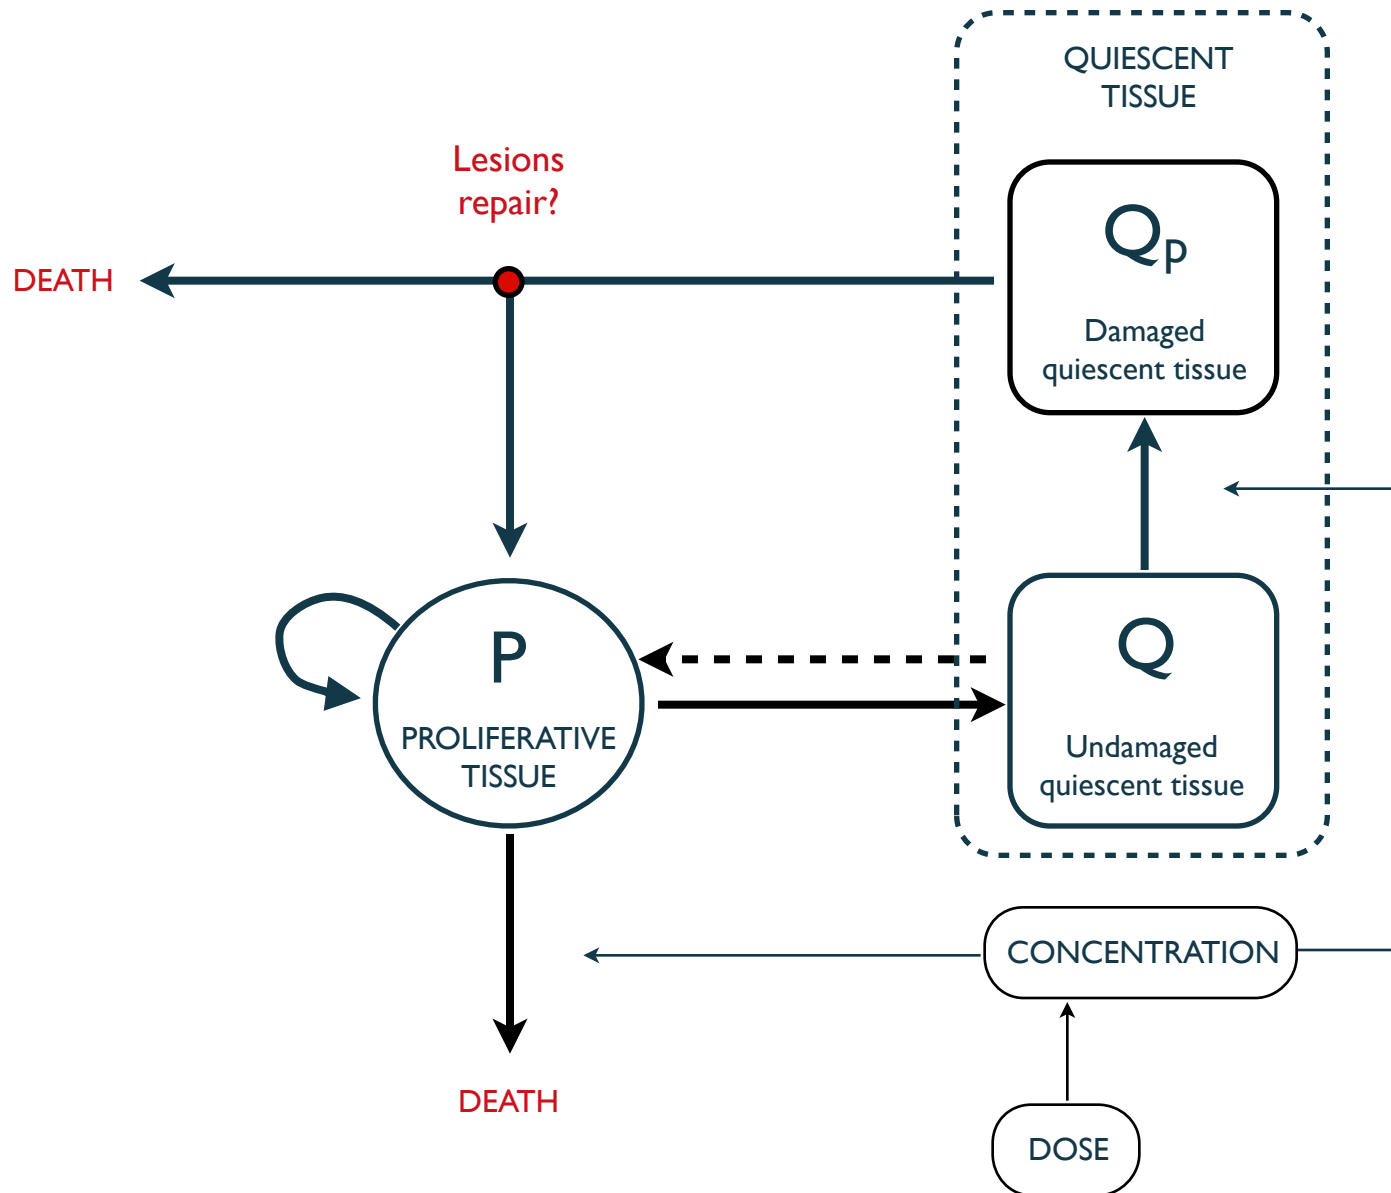 QUIESCENT
TISSUE
Lesions
repair?
Qp
DEATH
Damaged
quiescent tissue
P
Q
PROLIFERATIVE
TISSUE
Undamaged
quiescent tissue
CONCENTRATION
DEATH
DOSE